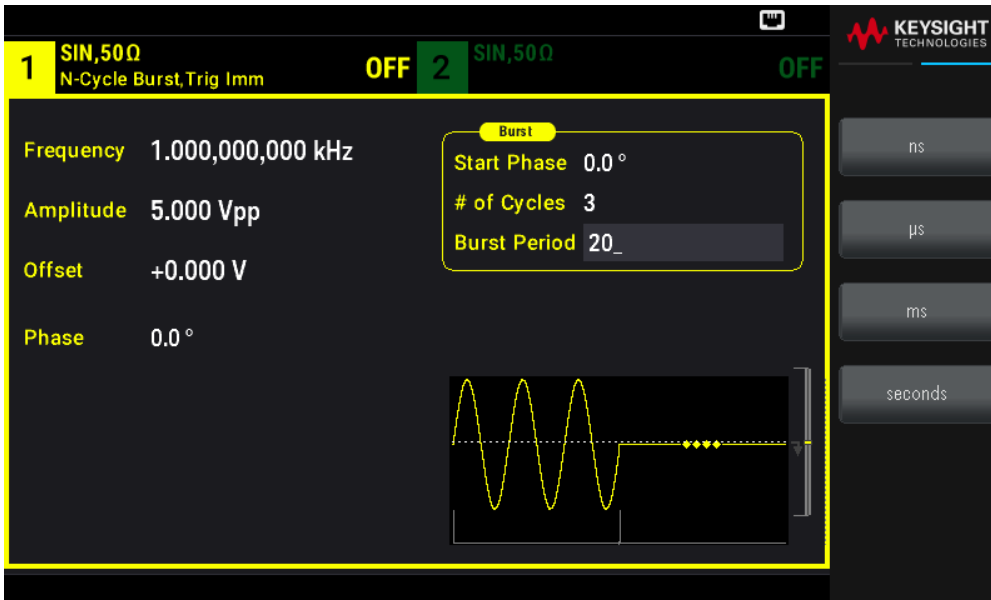 KEYSIGHT
TECHNOLOGIES
1
SIN,50Ω
N-Cycle Burst,Trig Imm
OFF
2
SIN,50Ω
OFF
Frequency 1.000,000,000 kHz
Amplitude 5.000 Vpp
Offset +0.000 V
Phase 0.0 °
Burst
Start Phase 0.0 °
# of Cycles 3
Burst Period 20_
ns
µs
ms
seconds